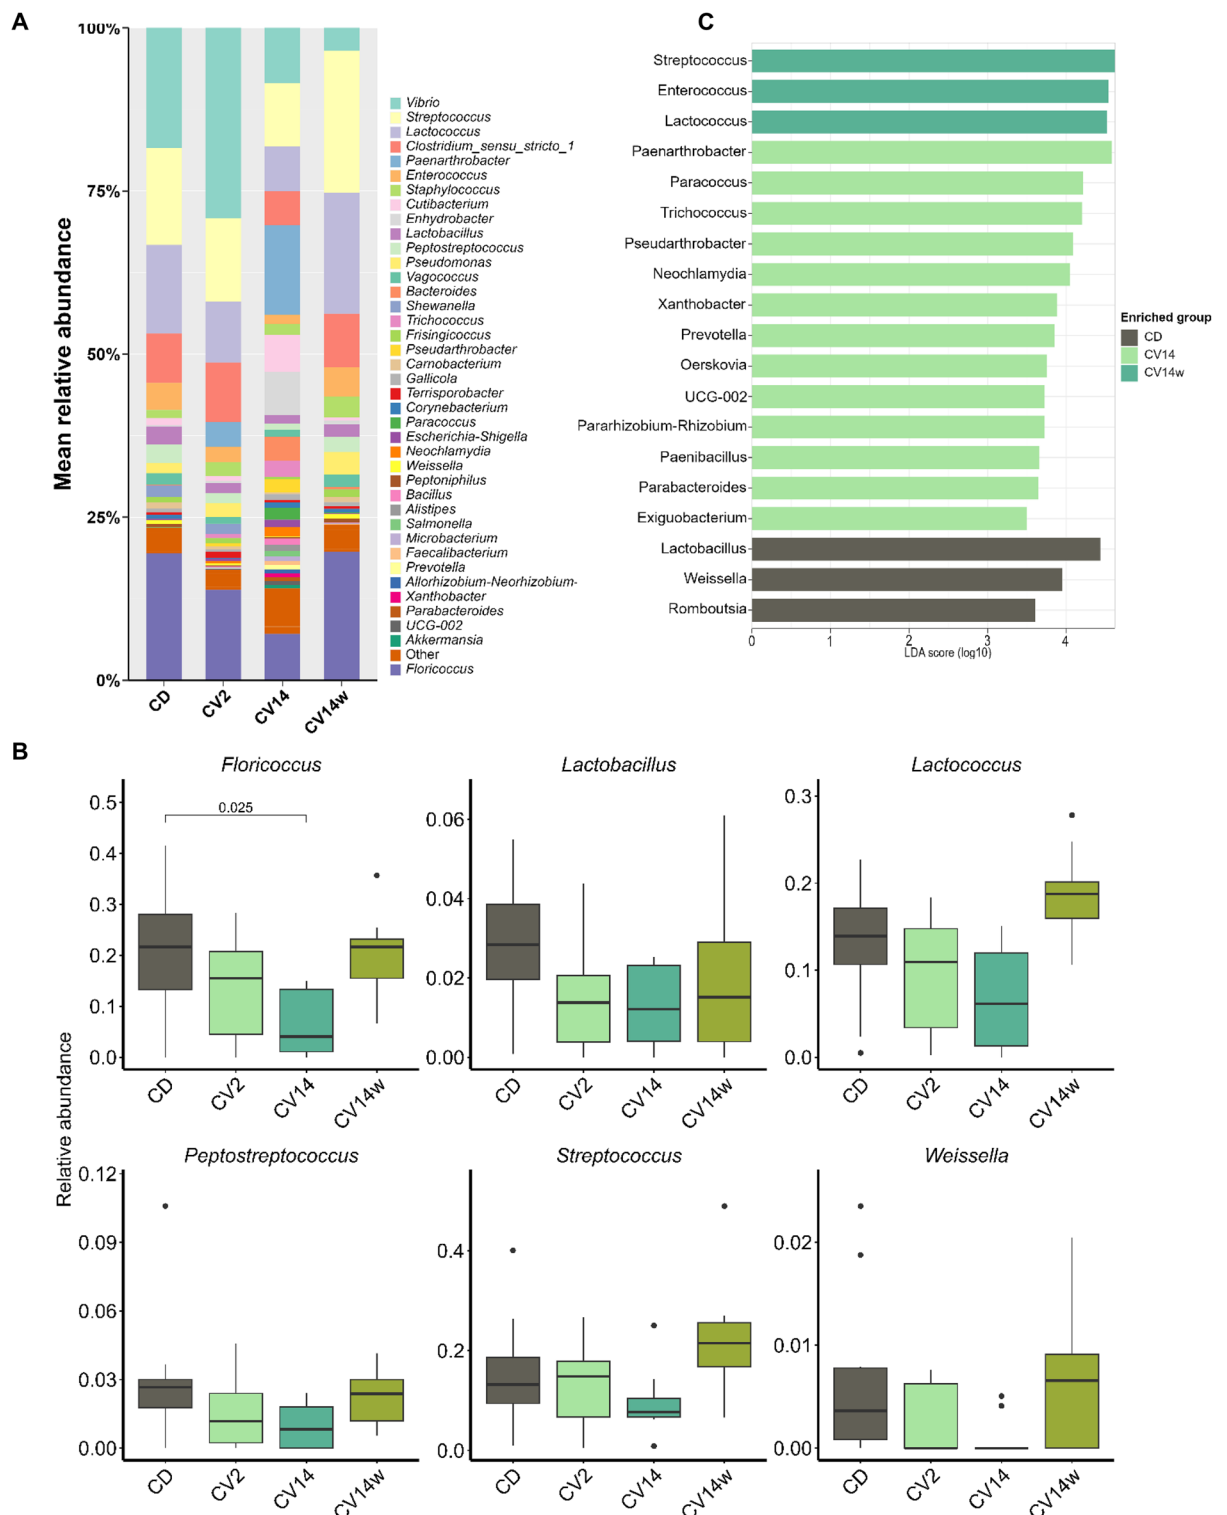 A
Mean relative abundance
100%
75%
50%
25%
0%
CD
CV2
CV14
CV14w
Vibrio
Streptococcus
Lactococcus
Clostridium_sensu_stricto_1
Paenarthrobacter
Enterococcus
Staphylococcus
Cutibacterium
Enhydrobacter
Lactobacillus
Peptostreptococcus
Pseudomonas
Vagococcus
Bacteroides
Shewanella
Trichococcus
Frisingicoccus
Pseudarthrobacter
Carnobacterium
Gallicola
Terrisporobacter
Corynebacterium
Paracoccus
Escherichia-Shigella
Neochlamydia
Weissella
Peptoniphilus
Bacillus
Alistipes
Salmonella
Microbacterium
Faecalibacterium
Prevotella
Allorhizobium-Neorhizobium-
Xanthobacter
Parabacteroides
UCG-002
Akkermansia
Other
Floricoccus
C
Streptococcus
Enterococcus
Lactococcus
Paenarthrobacter
Paracoccus
Trichococcus
Pseudarthrobacter
Neochlamydia
Xanthobacter
Prevotella
Oerskovia
UCG-002
Pararhizobium-Rhizobium
Paenibacillus
Parabacteroides
Exiguobacterium
Lactobacillus
Weissella
Romboutsia
0 1 2 3 4
LDA score (log10)
Enriched group
CD
CV14
CV14w
B
Relative abundance
Floricoccus
0.5
0.4
0.3
0.2
0.1
0.0
0.025
CD CV2 CV14 CV14w
Lactobacillus
0.06
0.04
0.02
0.00
CD CV2 CV14 CV14w
Lactococcus
0.3
0.2
0.1
0.0
CD CV2 CV14 CV14w
Peptostreptococcus
0.12
0.09
0.06
0.03
0.00
CD CV2 CV14 CV14w
Streptococcus
0.4
0.2
0.0
CD CV2 CV14 CV14w
Weissella
0.02
0.01
0.00
CD CV2 CV14 CV14w